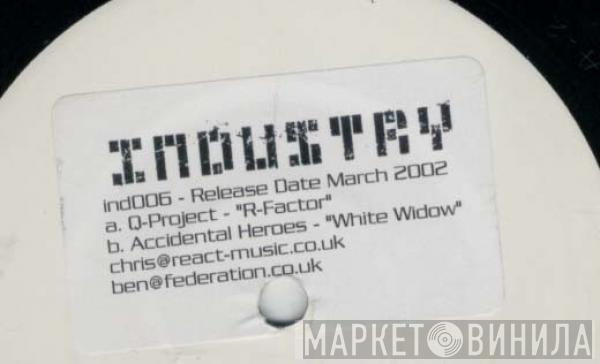 INDUSTRY
ind006 - Release Date March 2002
a. Q-Project - "R-Factor"
b. Accidental Heroes - "White Widow"
chris@react-music.co.uk
ben@federation.co.uk
МАРКЕТ ВИНИЛА